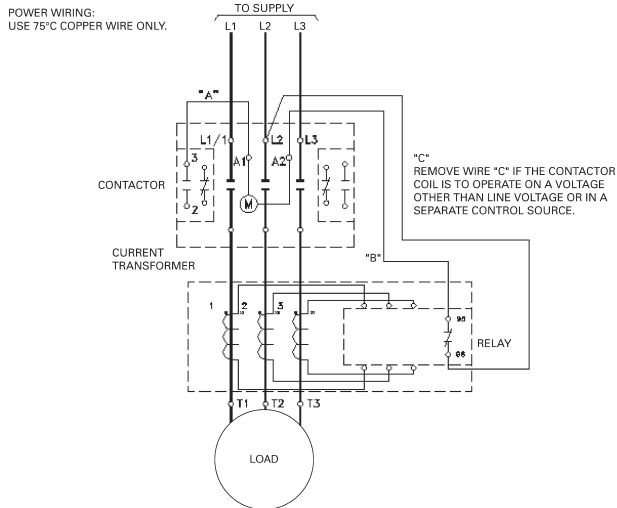 POWER WIRING:
USE 75°C COPPER WIRE ONLY.
TO SUPPLY
L1 L2 L3
"A"
L1/1 L2 L3
3 A1 A2
"C"
REMOVE WIRE "C" IF THE CONTACTOR
COIL IS TO OPERATE ON A VOLTAGE
OTHER THAN LINE VOLTAGE OR IN A
SEPARATE CONTROL SOURCE.
CONTACTOR
2 M
CURRENT
TRANSFORMER
"B"
1 2 3
95
RELAY
96
T1 T2 T3
LOAD